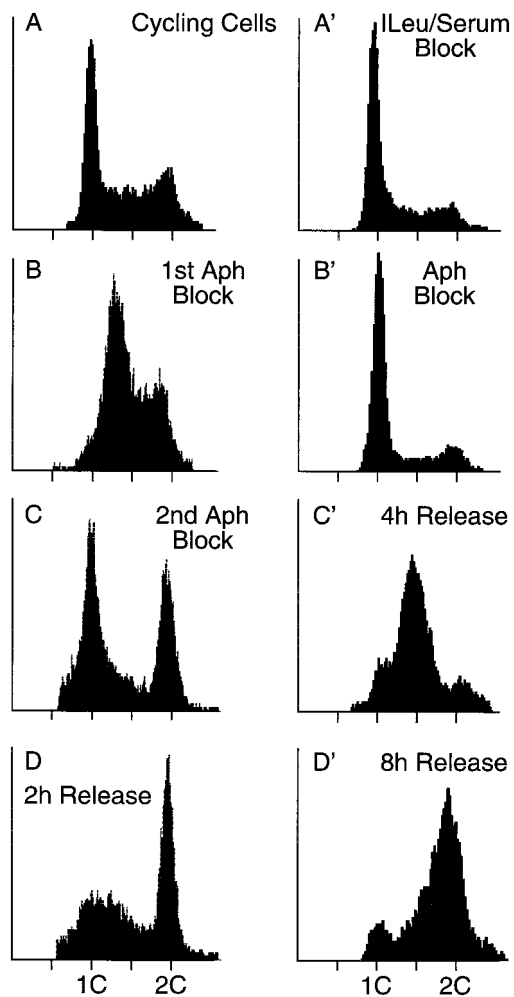 A Cycling Cells
A' ILeu/Serum
Block
B 1st Aph
Block
B' Aph
Block
C 2nd Aph
Block
C' 4h Release
D
2h Release
D' 8h Release
1C 2C
1C 2C